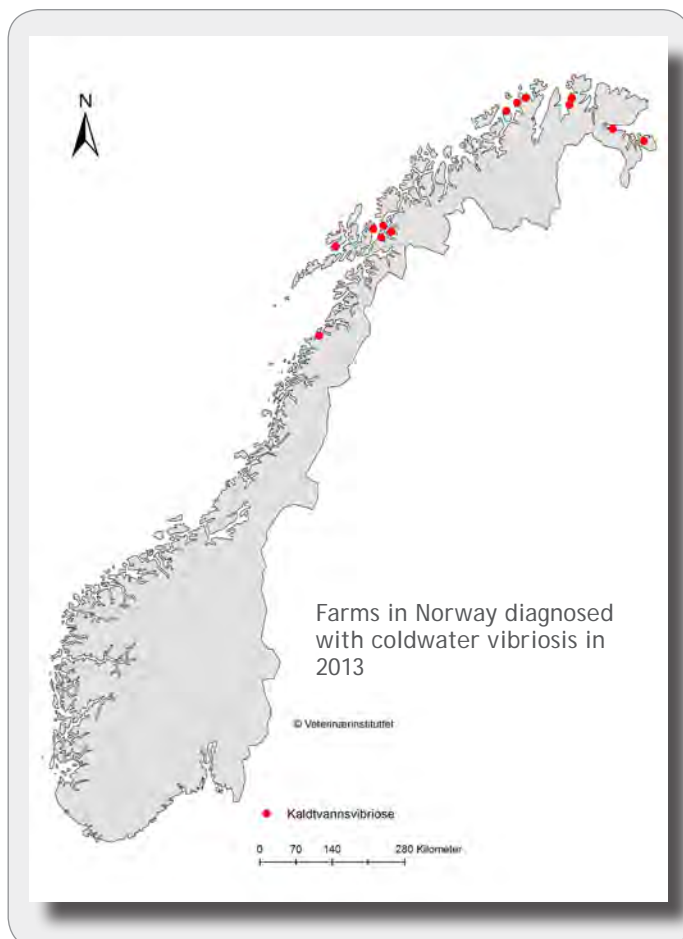 N
Farms in Norway diagnosed
with coldwater vibriosis in
2013
© Veterinærinstituttet
Kaldtvannsvibriose
0 70 140 280 Kilometer